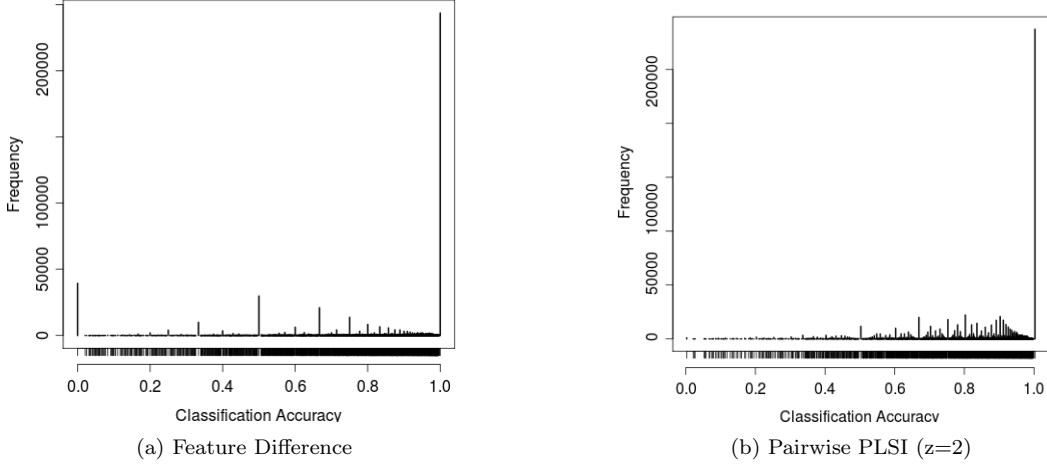 Frequency
0
50000
100000
200000
0.0 0.2 0.4 0.6 0.8 1.0
Classification Accuracy
(a) Feature Difference
Frequency
0
50000
100000
200000
0.0 0.2 0.4 0.6 0.8 1.0
Classification Accuracy
(b) Pairwise PLSI (z=2)